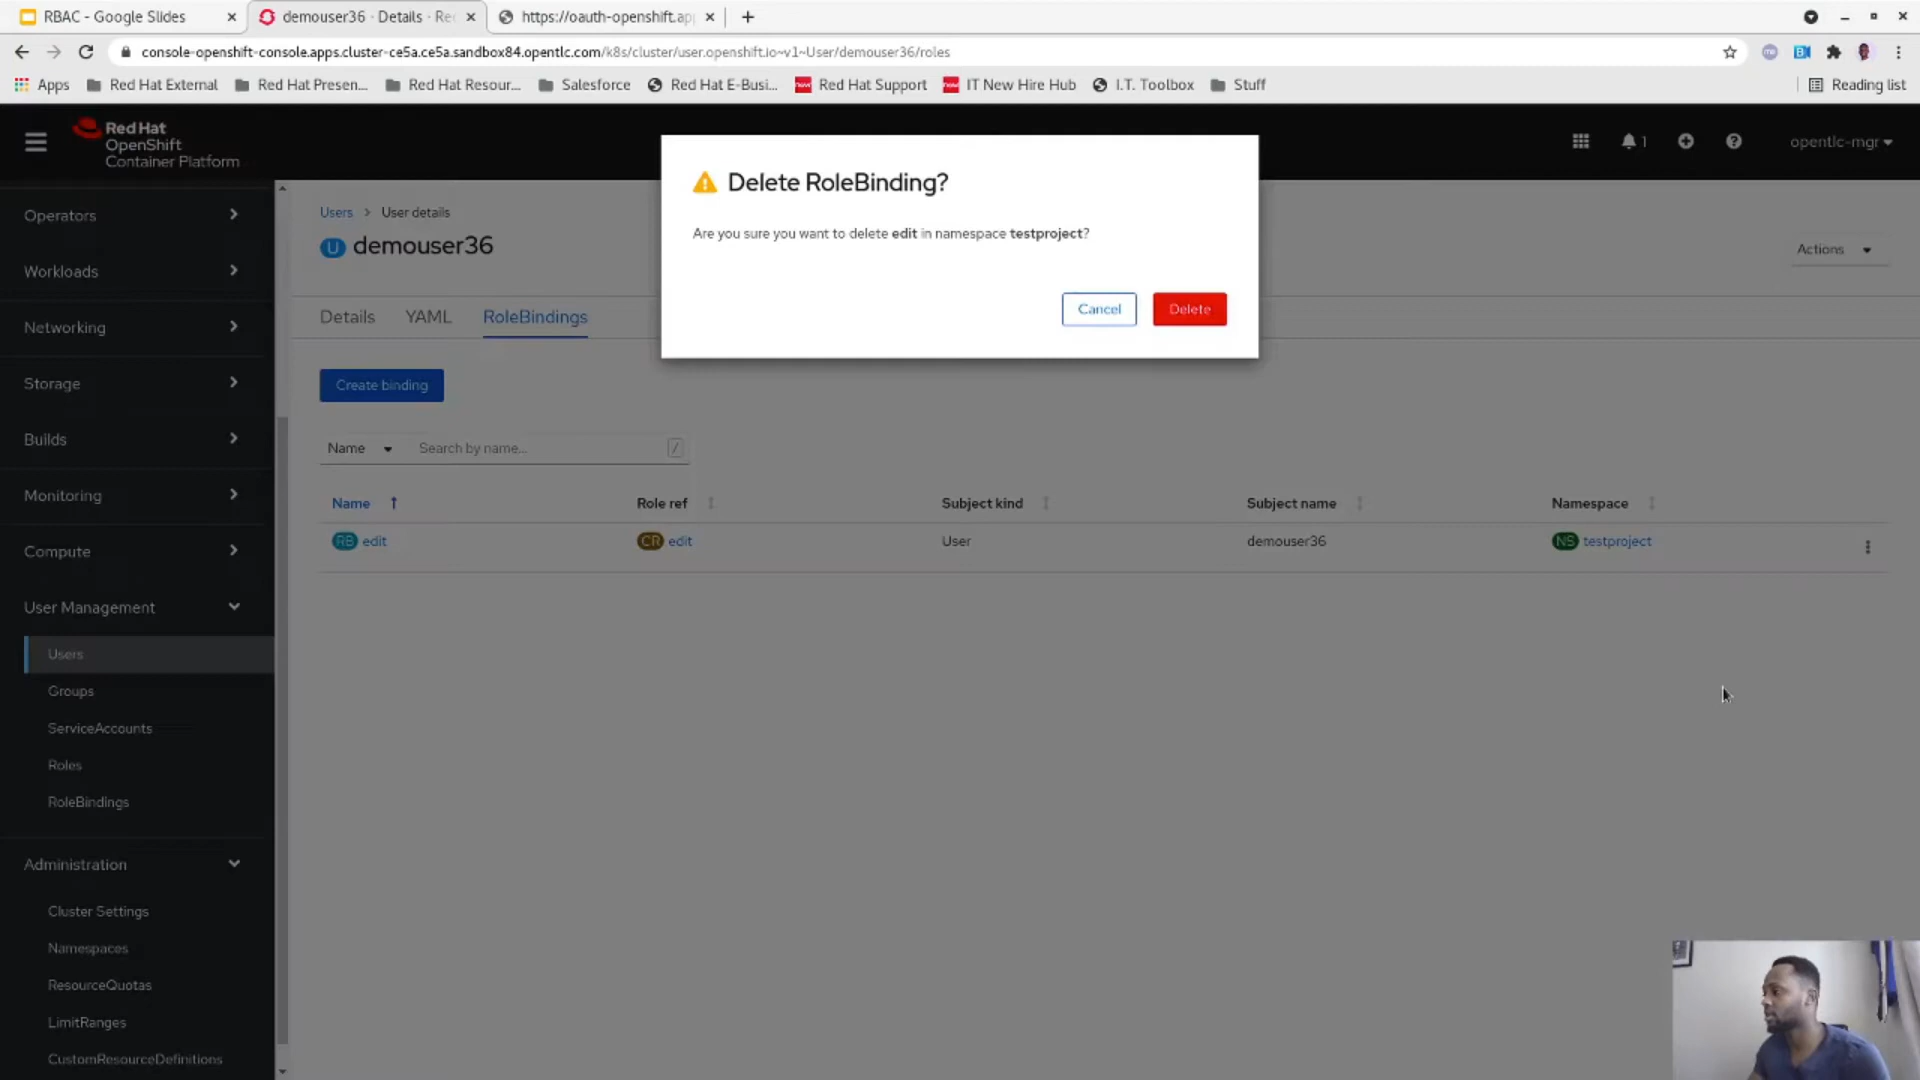 RBAC - Google Slides
demouser36 · Details · Re
https://oauth-openshift.ap
console-openshift-console.apps.cluster-ce5a.ce5a.sandbox84.opentlc.com/k8s/cluster/user.openshift.io~v1~User/demouser36/roles
Apps
Red Hat External
Red Hat Presen...
Red Hat Resour...
Salesforce
Red Hat E-Busi...
Red Hat Support
IT New Hire Hub
I.T. Toolbox
Stuff
Reading list
Red Hat
OpenShift
Container Platform
1
opentlc-mgr
Operators
Workloads
Networking
Storage
Builds
Monitoring
Compute
User Management
Users
Groups
ServiceAccounts
Roles
RoleBindings
Administration
Cluster Settings
Namespaces
ResourceQuotas
LimitRanges
CustomResourceDefinitions
Users > User details
U demouser36
Actions
Details
YAML
RoleBindings
Delete RoleBinding?
Are you sure you want to delete edit in namespace testproject?
Cancel
Delete
Create binding
Name
Search by name...
/
Name
Role ref
Subject kind
Subject name
Namespace
RB edit
CR edit
User
demouser36
NS testproject